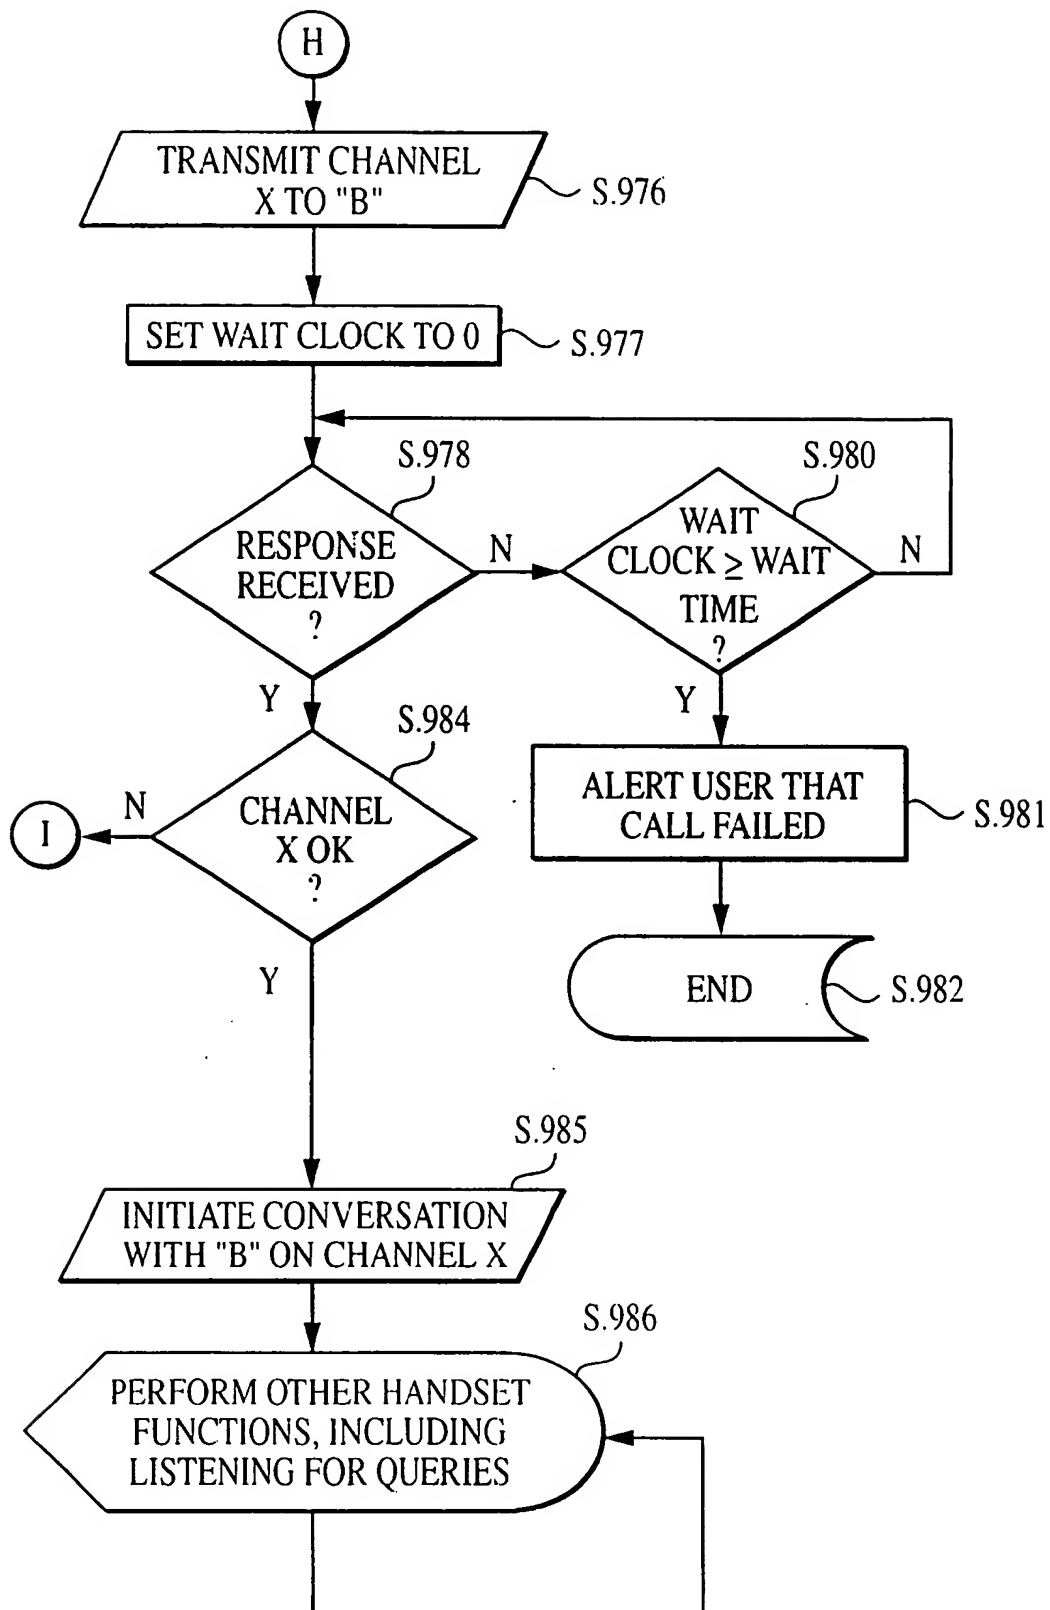 H
TRANSMIT CHANNEL
X TO "B"
S.976
SET WAIT CLOCK TO 0
S.977
S.978
RESPONSE
RECEIVED
?
N
Y
S.980
WAIT
CLOCK ≥ WAIT
TIME
?
N
Y
S.984
CHANNEL
X OK
?
N
I
Y
ALERT USER THAT
CALL FAILED
S.981
END
S.982
S.985
INITIATE CONVERSATION
WITH "B" ON CHANNEL X
S.986
PERFORM OTHER HANDSET
FUNCTIONS, INCLUDING
LISTENING FOR QUERIES